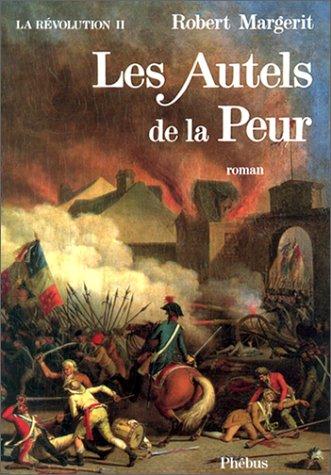 LA RÉVOLUTION II
Robert Margerit
Les Autels
de la Peur
roman
Phébus